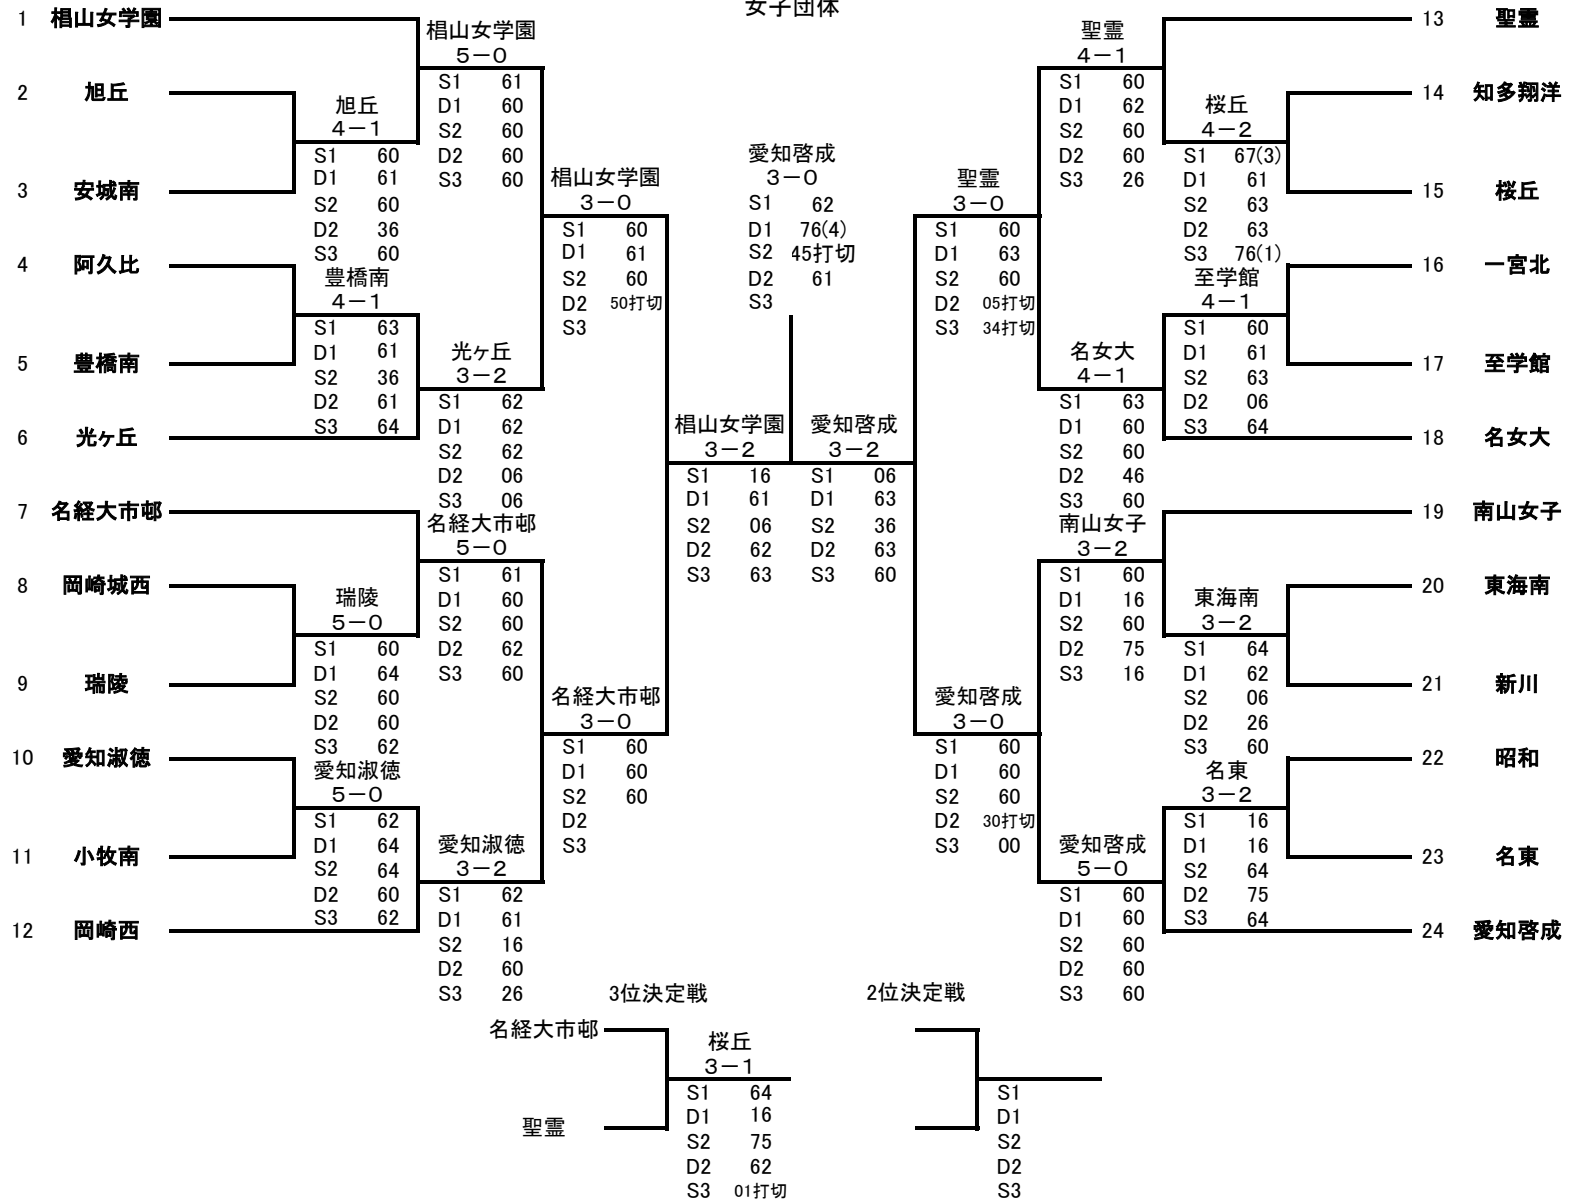 女子団体
1 椙山女学園
2 旭丘
3 安城南
4 阿久比
5 豊橋南
6 光ヶ丘
7 名経大市邨
8 岡崎城西
9 瑞陵
10 愛知淑徳
11 小牧南
12 岡崎西
旭丘
4-1
S1 60
D1 61
S2 60
D2 36
S3 60
豊橋南
4-1
S1 63
D1 61
S2 36
D2 61
S3 64
瑞陵
5-0
S1 60
D1 64
S2 60
D2 60
S3 62
愛知淑徳
5-0
S1 62
D1 64
S2 64
D2 60
S3 62
椙山女学園
5-0
S1 61
D1 60
S2 60
D2 60
S3 60
光ヶ丘
3-2
S1 62
D1 62
S2 62
D2 06
S3 06
名経大市邨
5-0
S1 61
D1 60
S2 60
D2 62
S3 60
愛知淑徳
3-2
S1 62
D1 61
S2 16
D2 60
S3 26
椙山女学園
3-0
S1 60
D1 61
S2 60
D2 50打切
S3
名経大市邨
3-0
S1 60
D1 60
S2 60
D2
S3
椙山女学園
3-2
S1 16
D1 61
S2 06
D2 62
S3 63
愛知啓成
3-0
S1 62
D1 76(4)
S2 45打切
D2 61
S3
愛知啓成
3-2
S1 06
D1 63
S2 36
D2 63
S3 60
聖霊
3-0
S1 60
D1 63
S2 60
D2 05打切
S3 34打切
愛知啓成
3-0
S1 60
D1 60
S2 60
D2 30打切
S3 00
聖霊
4-1
S1 60
D1 62
S2 60
D2 60
S3 26
名女大
4-1
S1 63
D1 60
S2 60
D2 46
S3 60
南山女子
3-2
S1 60
D1 16
S2 60
D2 75
S3 16
愛知啓成
5-0
S1 60
D1 60
S2 60
D2 60
S3 60
桜丘
4-2
S1 67(3)
D1 61
S2 63
D2 63
S3 76(1)
至学館
4-1
S1 60
D1 61
S2 63
D2 06
S3 64
東海南
3-2
S1 64
D1 62
S2 06
D2 26
S3 60
名東
3-2
S1 16
D1 16
S2 64
D2 75
S3 64
13 聖霊
14 知多翔洋
15 桜丘
16 一宮北
17 至学館
18 名女大
19 南山女子
20 東海南
21 新川
22 昭和
23 名東
24 愛知啓成
3位決定戦
名経大市邨
聖霊
桜丘
3-1
S1 64
D1 16
S2 75
D2 62
S3 01打切
2位決定戦
S1
D1
S2
D2
S3